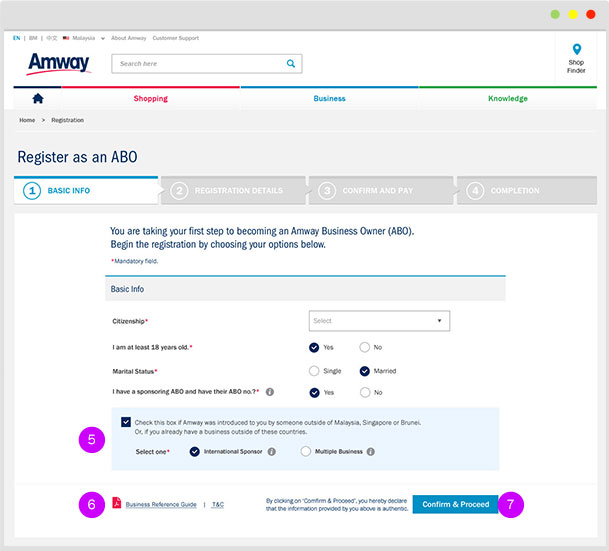 EN | BM | 中文 Malaysia About Amway Customer Support
Amway
Search here
Shop
Finder
Shopping Business Knowledge
Home > Registration
Register as an ABO
1 BASIC INFO 2 REGISTRATION DETAILS 3 CONFIRM AND PAY 4 COMPLETION
You are taking your first step to becoming an Amway Business Owner (ABO).
Begin the registration by choosing your options below.
*Mandatory field.
Basic Info
Citizenship* Select
I am at least 18 years old.* Yes No
Marital Status* Single Married
I have a sponsoring ABO and have their ABO no.?* i Yes No
5
Check this box if Amway was introduced to you by someone outside of Malaysia, Singapore or Brunei.
Or, if you already have a business outside of these countries.
Select one* International Sponsor i Multiple Business i
6 Business Reference Guide | T&C
By clicking on 'Confirm & Proceed', you hereby declare
that the information provided by you above is authentic.
Confirm & Proceed 7